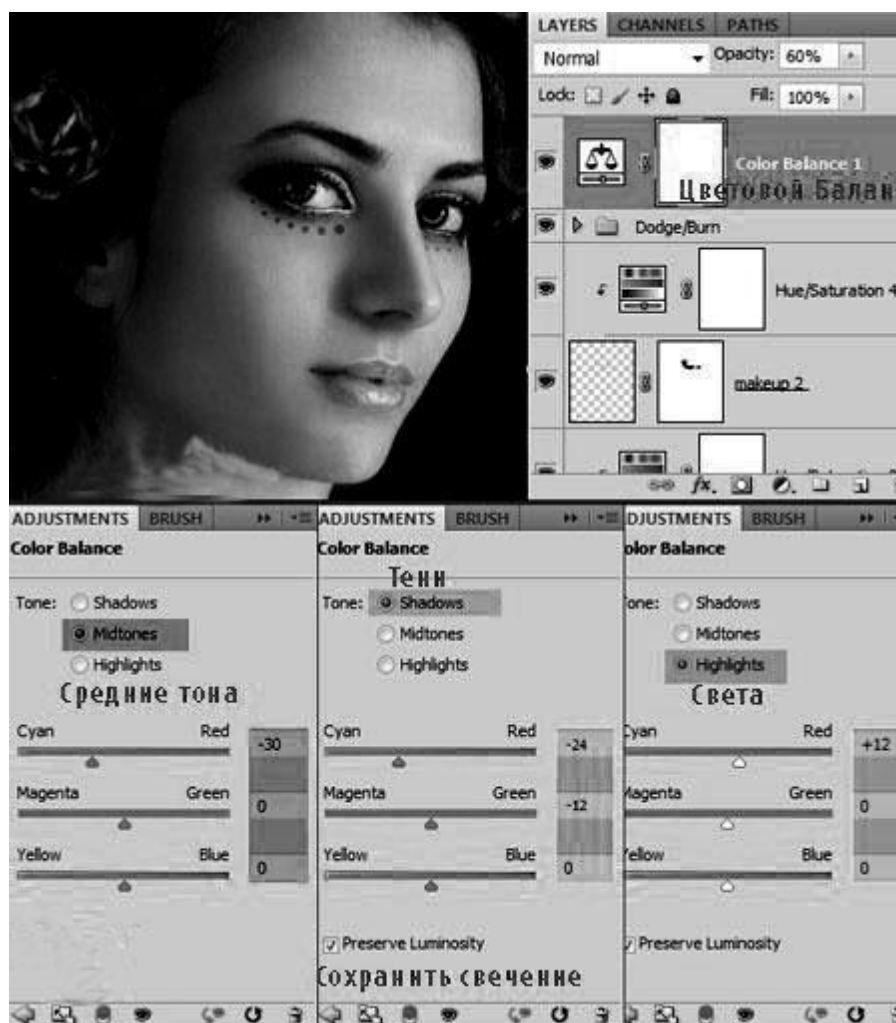 LAYERS CHANNELS PATHS
Normal Opacity: 60%
Lock: Fill: 100%
Color Balance 1
Цветовой Балан
Dodge/Burn
Hue/Saturation 4
makeup 2
fx.
ADJUSTMENTS BRUSH
Color Balance
Tone: Shadows
Midtones
Highlights
Средние тона
Cyan Red -30
Magenta Green 0
Yellow Blue 0
ADJUSTMENTS BRUSH
Color Balance
Тени
Tone: Shadows
Midtones
Highlights
Cyan Red -24
Magenta Green -12
Yellow Blue 0
Preserve Luminosity
Сохранить свечение
DJUSTMENTS BRUSH
olor Balance
one: Shadows
Midtones
Highlights
Света
Cyan Red +12
Magenta Green 0
Yellow Blue 0
Preserve Luminosity